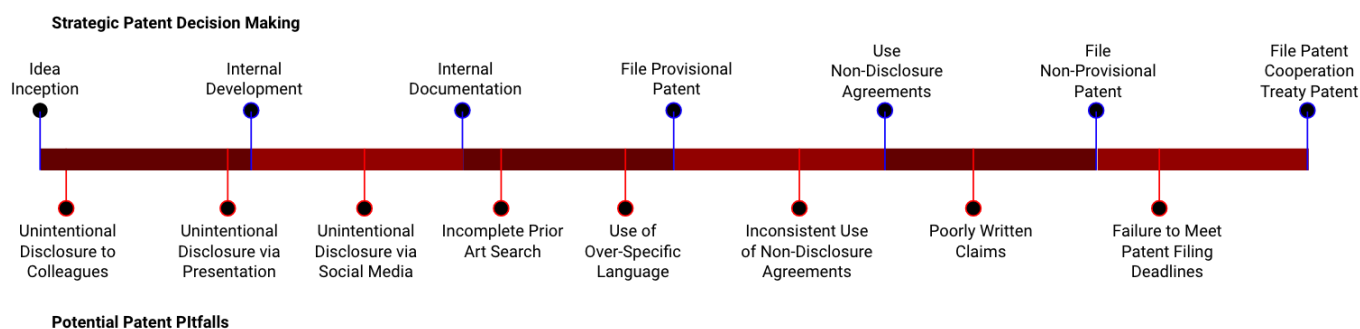 Strategic Patent Decision Making
Idea
Inception
Internal
Development
Internal
Documentation
File Provisional
Patent
Use
Non-Disclosure
Agreements
File
Non-Provisional
Patent
File Patent
Cooperation
Treaty Patent
Unintentional
Disclosure to
Colleagues
Unintentional
Disclosure via
Presentation
Unintentional
Disclosure via
Social Media
Incomplete Prior
Art Search
Use of
Over-Specific
Language
Inconsistent Use
of Non-Disclosure
Agreements
Poorly Written
Claims
Failure to Meet
Patent Filing
Deadlines
Potential Patent PItfalls